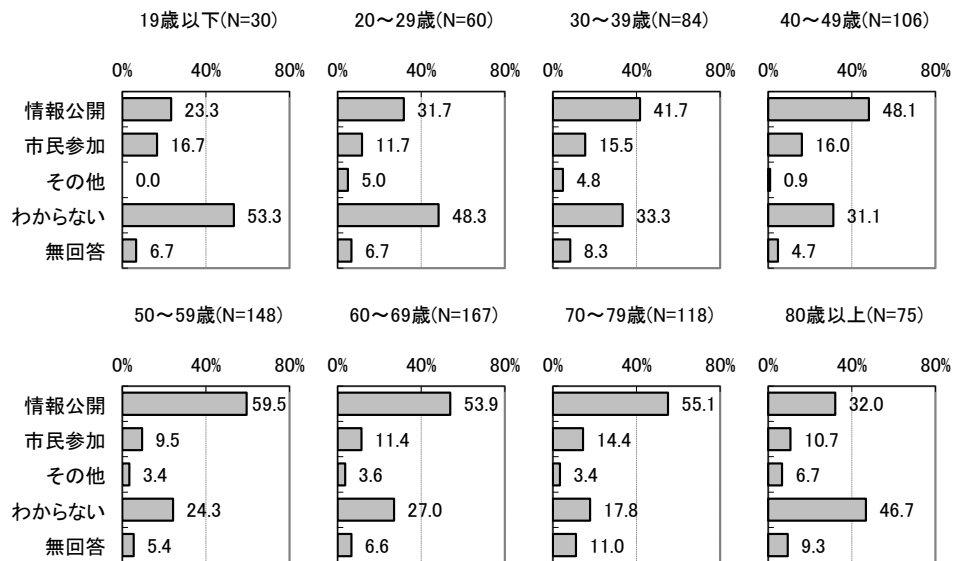 19歳以下(N=30) 20～29歳(N=60) 30～39歳(N=84) 40～49歳(N=106)
0% 40% 80% 0% 40% 80% 0% 40% 80% 0% 40% 80%
情報公開 23.3 31.7 41.7 48.1
市民参加 16.7 11.7 15.5 16.0
その他 0.0 5.0 4.8 0.9
わからない 53.3 48.3 33.3 31.1
無回答 6.7 6.7 8.3 4.7
50～59歳(N=148) 60～69歳(N=167) 70～79歳(N=118) 80歳以上(N=75)
0% 40% 80% 0% 40% 80% 0% 40% 80% 0% 40% 80%
情報公開 59.5 53.9 55.1 32.0
市民参加 9.5 11.4 14.4 10.7
その他 3.4 3.6 3.4 6.7
わからない 24.3 27.0 17.8 46.7
無回答 5.4 6.6 11.0 9.3